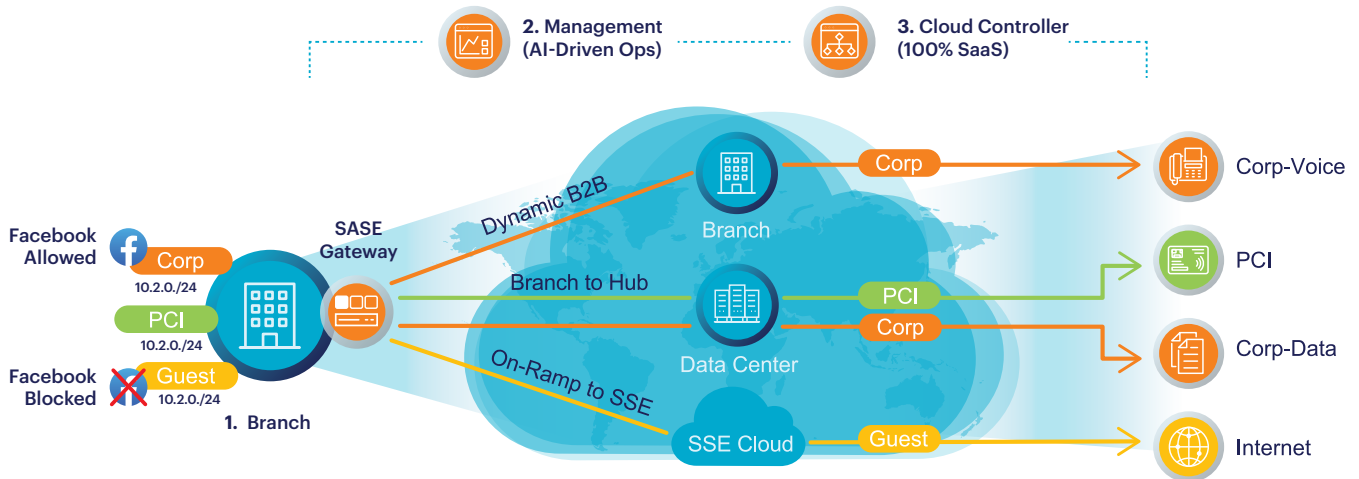 2. Management
(AI-Driven Ops)
3. Cloud Controller
(100% SaaS)
Facebook
Allowed
f
Corp
10.2.0./24
PCI
10.2.0./24
Facebook
Blocked
f
Guest
10.2.0./24
1. Branch
SASE
Gateway
Dynamic B2B
Branch to Hub
On-Ramp to SSE
Branch
Data Center
SSE Cloud
Corp
PCI
Corp
Guest
Corp-Voice
PCI
Corp-Data
Internet